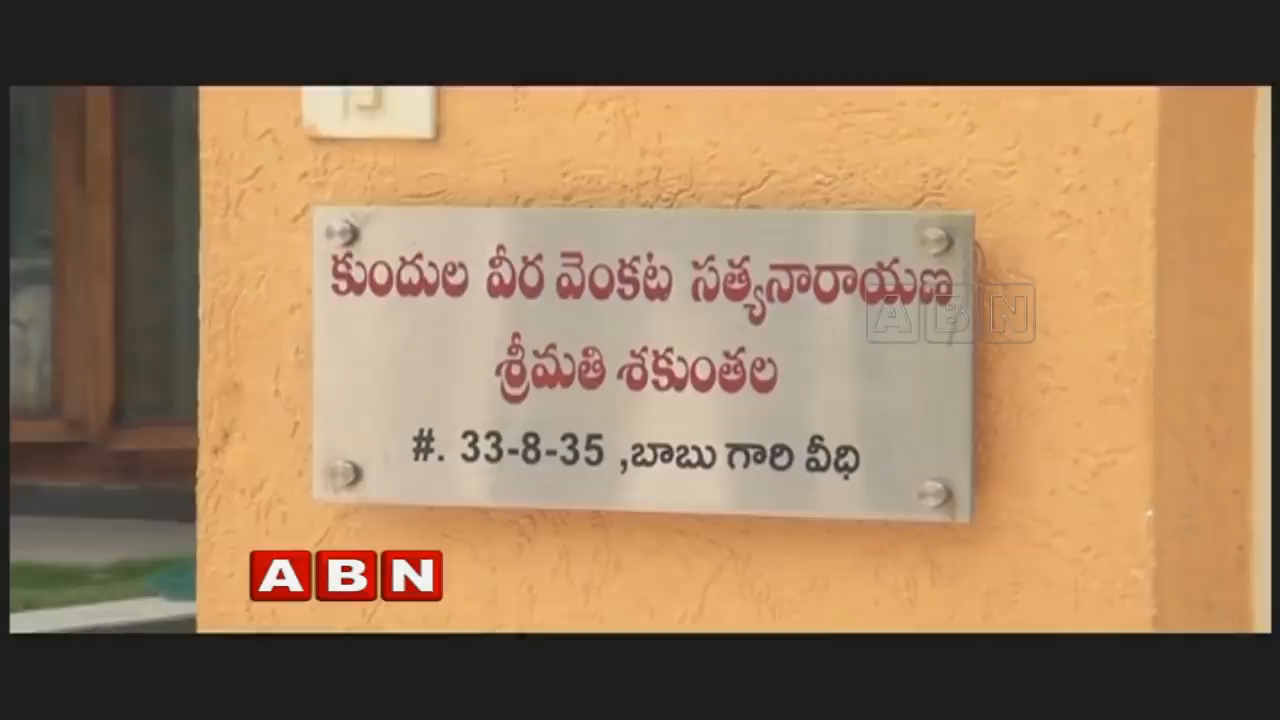 కుందుల వీర వెంకట సత్యనారాయణ
శ్రీమతి శకుంతల
#. 33-8-35 ,బాబు గారి వీధి
ABN
ABN